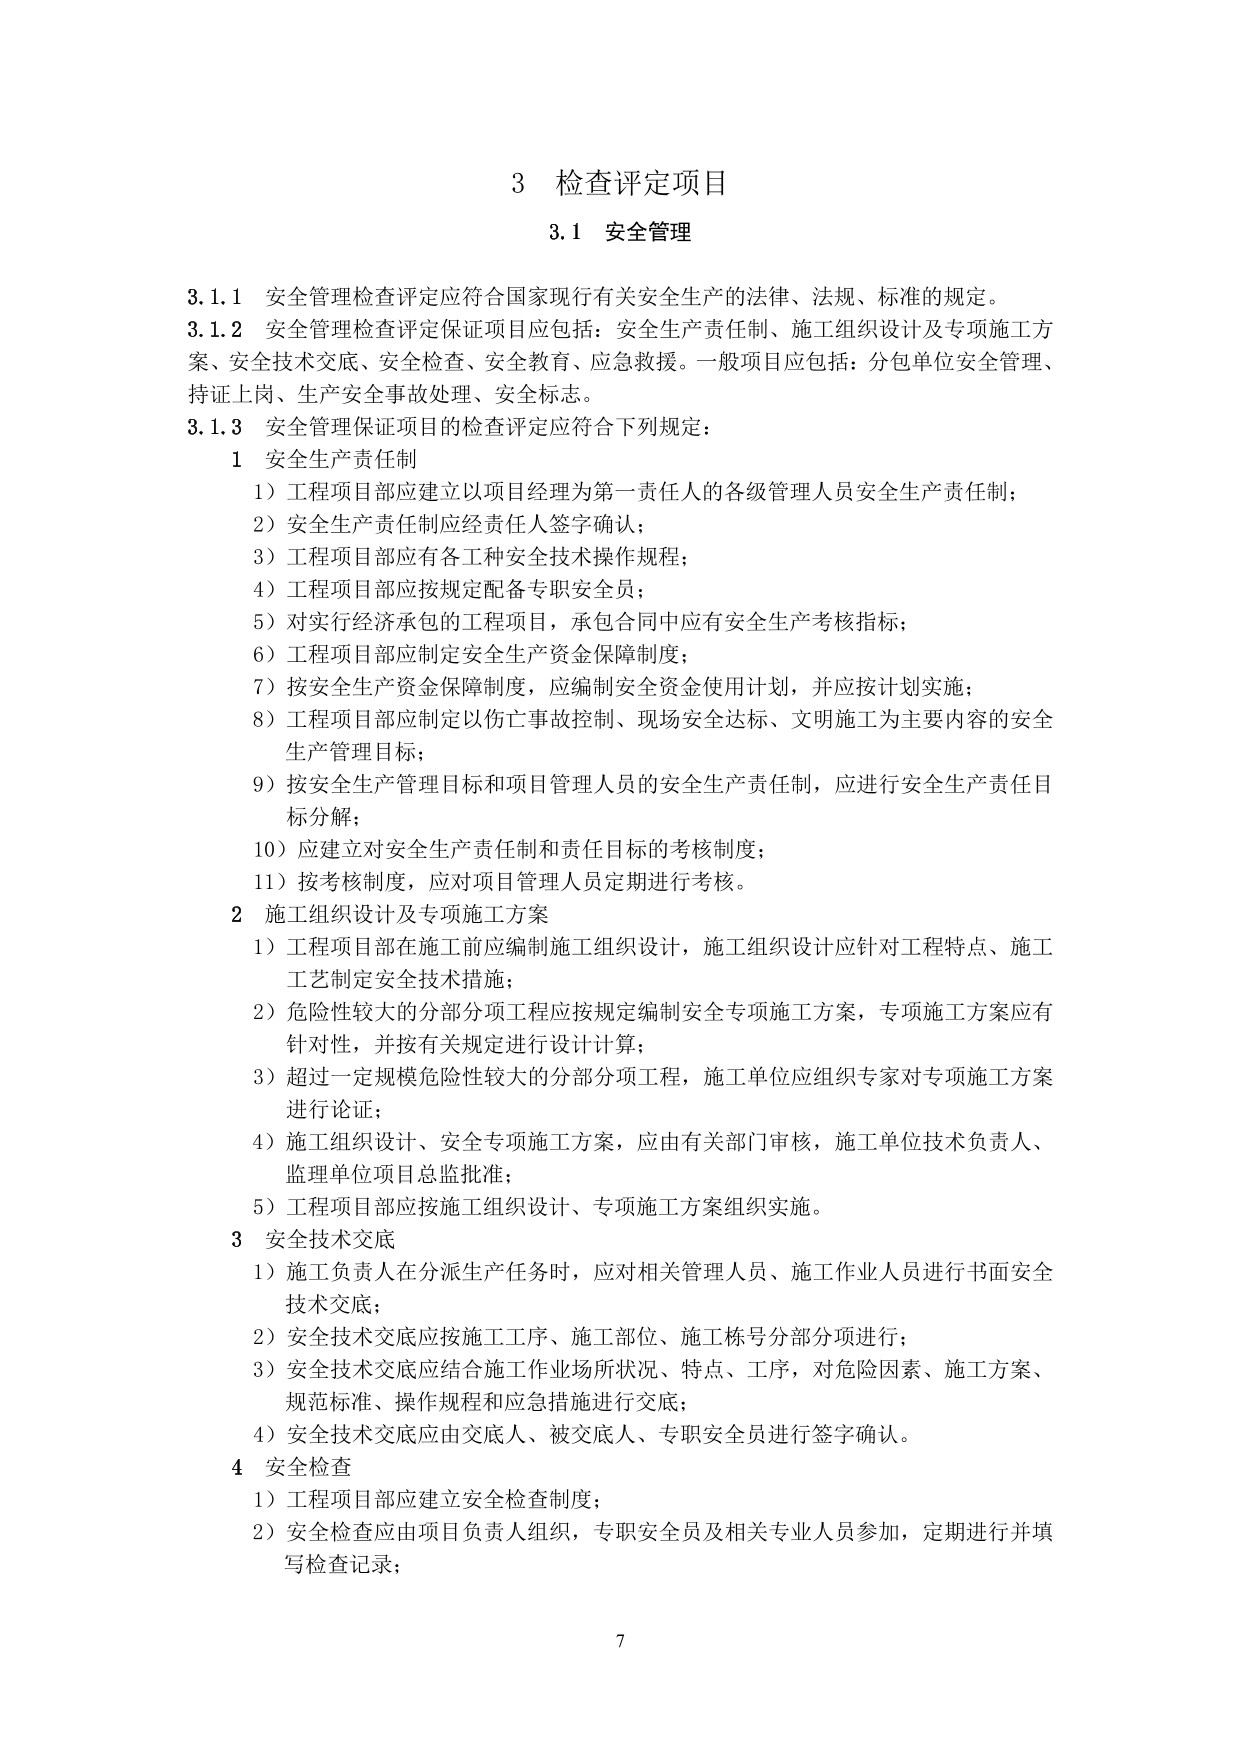 3　检查评定项目
3.1　安全管理
3.1.1　安全管理检查评定应符合国家现行有关安全生产的法律、法规、标准的规定。
3.1.2　安全管理检查评定保证项目应包括：安全生产责任制、施工组织设计及专项施工方
案、安全技术交底、安全检查、安全教育、应急救援。一般项目应包括：分包单位安全管理、
持证上岗、生产安全事故处理、安全标志。
3.1.3　安全管理保证项目的检查评定应符合下列规定：
1　安全生产责任制
1）工程项目部应建立以项目经理为第一责任人的各级管理人员安全生产责任制；
2）安全生产责任制应经责任人签字确认；
3）工程项目部应有各工种安全技术操作规程；
4）工程项目部应按规定配备专职安全员；
5）对实行经济承包的工程项目，承包合同中应有安全生产考核指标；
6）工程项目部应制定安全生产资金保障制度；
7）按安全生产资金保障制度，应编制安全资金使用计划，并应按计划实施；
8）工程项目部应制定以伤亡事故控制、现场安全达标、文明施工为主要内容的安全
生产管理目标；
9）按安全生产管理目标和项目管理人员的安全生产责任制，应进行安全生产责任目
标分解；
10）应建立对安全生产责任制和责任目标的考核制度；
11）按考核制度，应对项目管理人员定期进行考核。
2　施工组织设计及专项施工方案
1）工程项目部在施工前应编制施工组织设计，施工组织设计应针对工程特点、施工
工艺制定安全技术措施；
2）危险性较大的分部分项工程应按规定编制安全专项施工方案，专项施工方案应有
针对性，并按有关规定进行设计计算；
3）超过一定规模危险性较大的分部分项工程，施工单位应组织专家对专项施工方案
进行论证；
4）施工组织设计、安全专项施工方案，应由有关部门审核，施工单位技术负责人、
监理单位项目总监批准；
5）工程项目部应按施工组织设计、专项施工方案组织实施。
3　安全技术交底
1）施工负责人在分派生产任务时，应对相关管理人员、施工作业人员进行书面安全
技术交底；
2）安全技术交底应按施工工序、施工部位、施工栋号分部分项进行；
3）安全技术交底应结合施工作业场所状况、特点、工序，对危险因素、施工方案、
规范标准、操作规程和应急措施进行交底；
4）安全技术交底应由交底人、被交底人、专职安全员进行签字确认。
4　安全检查
1）工程项目部应建立安全检查制度；
2）安全检查应由项目负责人组织，专职安全员及相关专业人员参加，定期进行并填
写检查记录；
7